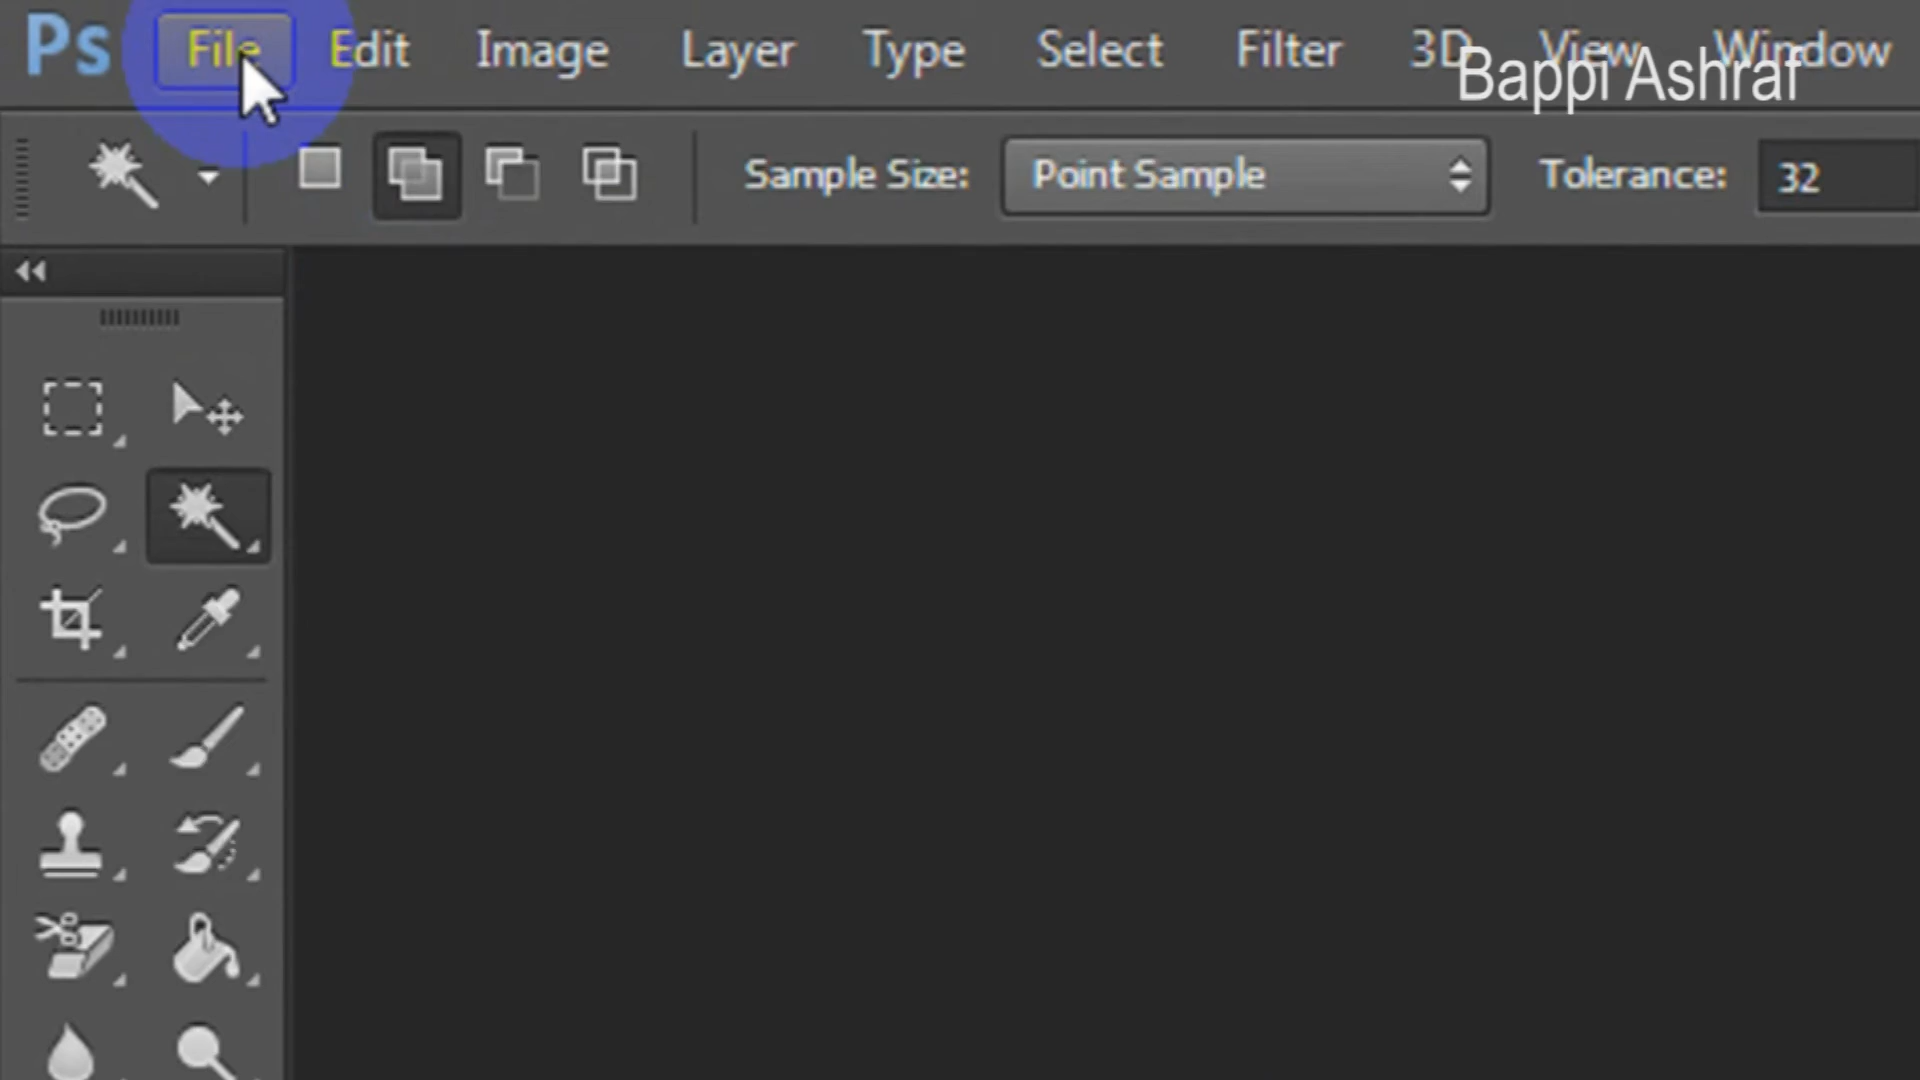 Ps File Edit Image Layer Type Select Filter 3D View Window
Bappi Ashraf
Sample Size: Point Sample Tolerance: 32